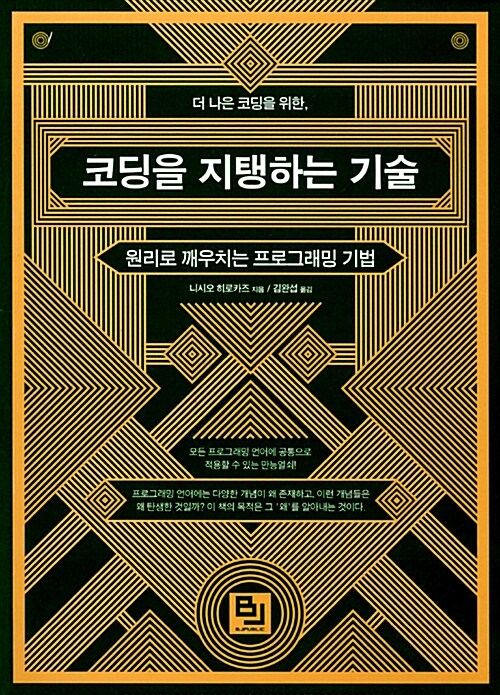 더 나은 코딩을 위한,
코딩을 지탱하는 기술
원리로 깨우치는 프로그래밍 기법
니시오 히로카즈 지음 / 김완섭 옮김
모든 프로그래밍 언어에 공통으로
적용할 수 있는 만능열쇠!
프로그래밍 언어에는 다양한 개념이 왜 존재하고, 이런 개념들은
왜 탄생한 것일까? 이 책의 목적은 그 '왜'를 알아내는 것이다.
BJ
BJPUBLIC